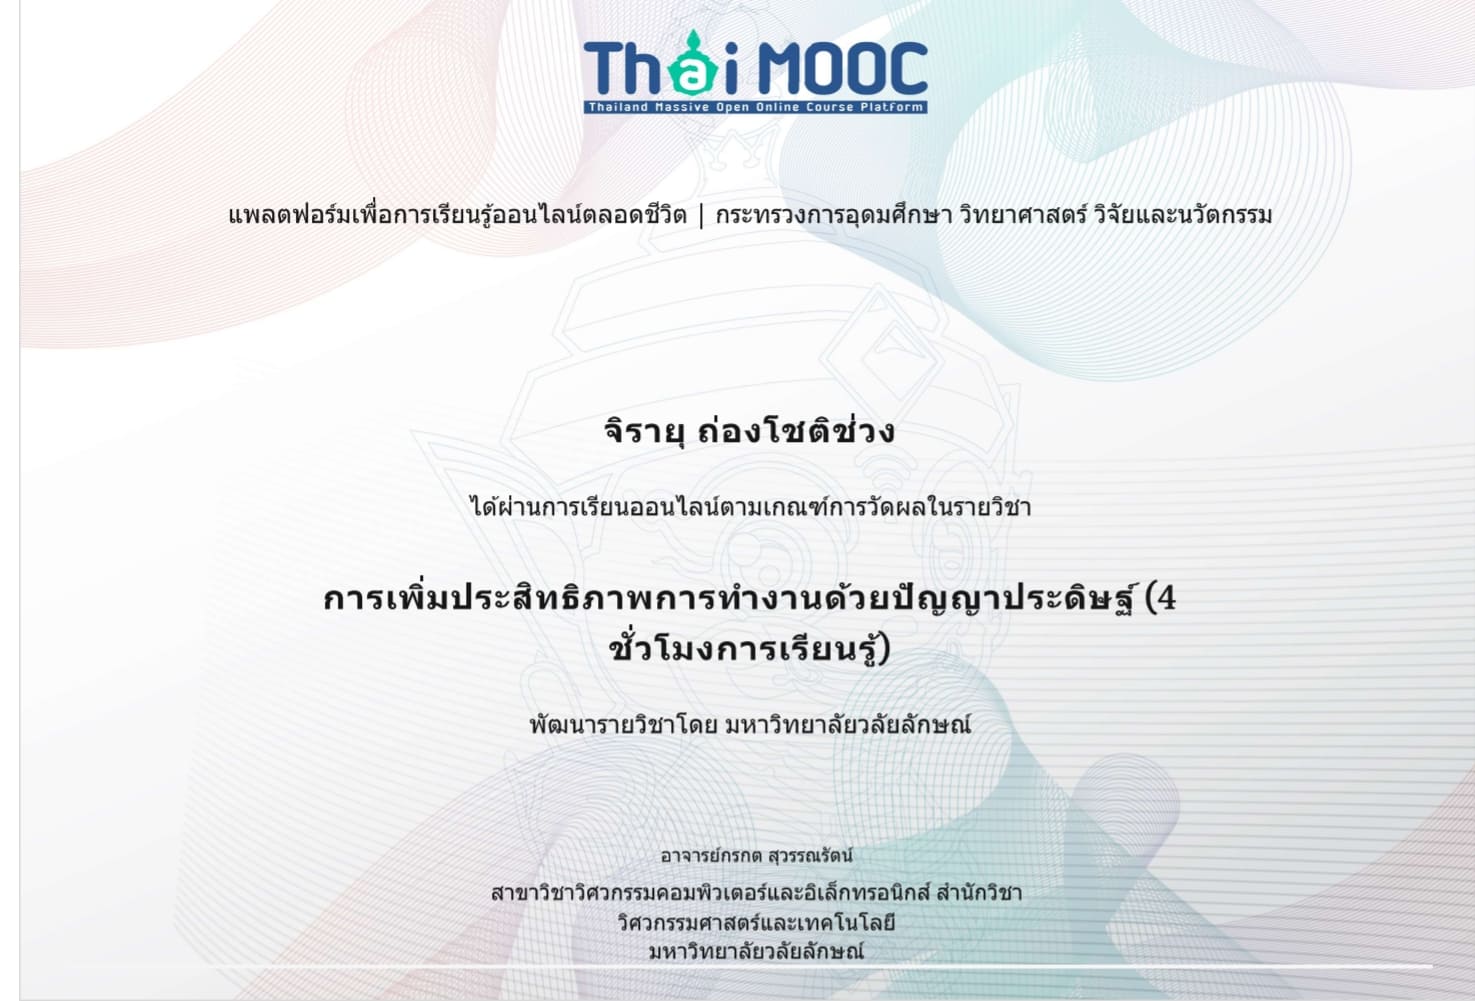 Thai MOOC
Thailand Massive Open Online Course Platform
แพลตฟอร์มเพื่อการเรียนรู้ออนไลน์ตลอดชีวิต | กระทรวงการอุดมศึกษา วิทยาศาสตร์ วิจัยและนวัตกรรม
จิรายุ ถ่องโชติช่วง
ได้ผ่านการเรียนออนไลน์ตามเกณฑ์การวัดผลในรายวิชา
การเพิ่มประสิทธิภาพการทำงานด้วยปัญญาประดิษฐ์ (4
ชั่วโมงการเรียนรู้)
พัฒนารายวิชาโดย มหาวิทยาลัยวลัยลักษณ์
อาจารย์กรกต สุวรรณรัตน์
สาขาวิชาวิศวกรรมคอมพิวเตอร์และอิเล็กทรอนิกส์ สำนักวิชา
วิศวกรรมศาสตร์และเทคโนโลยี
มหาวิทยาลัยวลัยลักษณ์